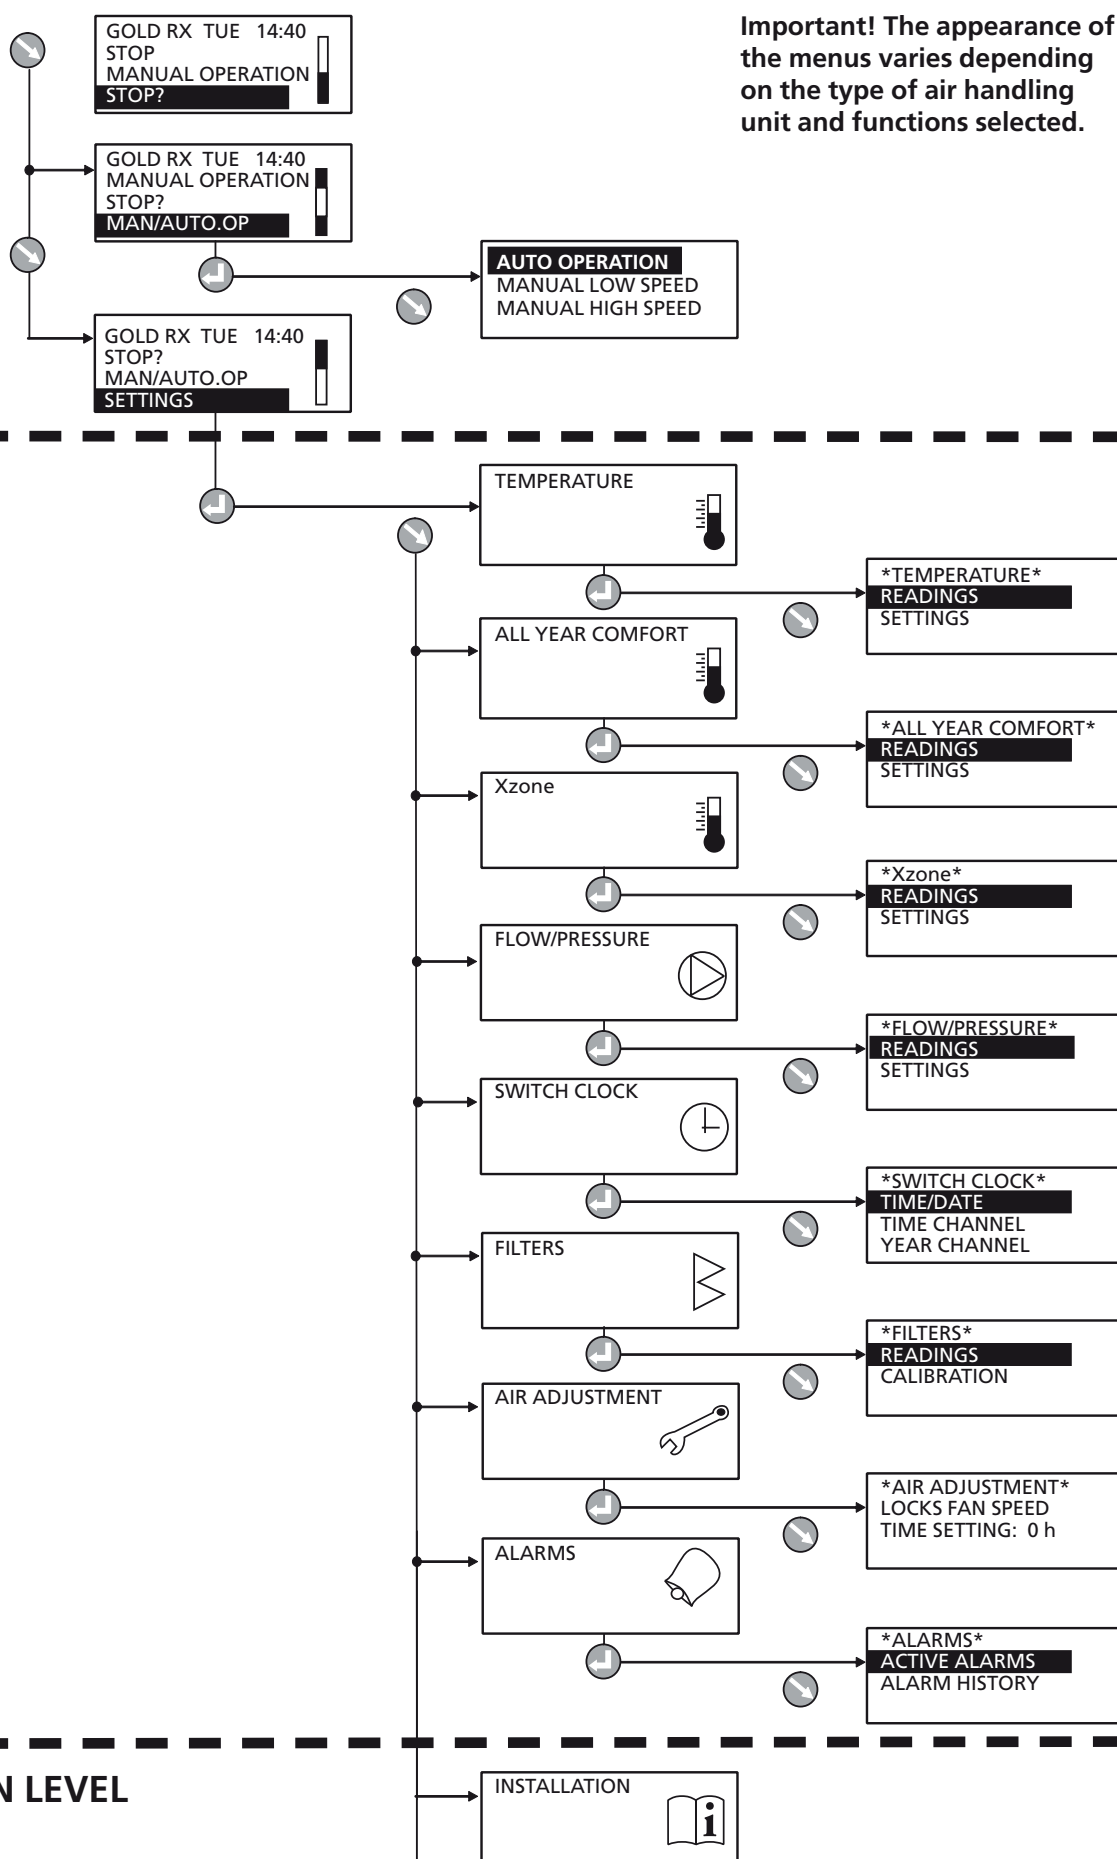 GOLD RX TUE 14:40
STOP
MANUAL OPERATION
STOP?
Important! The appearance of
the menus varies depending
on the type of air handling
unit and functions selected.
GOLD RX TUE 14:40
MANUAL OPERATION
STOP?
MAN/AUTO.OP
AUTO OPERATION
MANUAL LOW SPEED
MANUAL HIGH SPEED
GOLD RX TUE 14:40
STOP?
MAN/AUTO.OP
SETTINGS
TEMPERATURE
*TEMPERATURE*
READINGS
SETTINGS
ALL YEAR COMFORT
*ALL YEAR COMFORT*
READINGS
SETTINGS
Xzone
*Xzone*
READINGS
SETTINGS
FLOW/PRESSURE
*FLOW/PRESSURE*
READINGS
SETTINGS
SWITCH CLOCK
*SWITCH CLOCK*
TIME/DATE
TIME CHANNEL
YEAR CHANNEL
FILTERS
*FILTERS*
READINGS
CALIBRATION
AIR ADJUSTMENT
*AIR ADJUSTMENT*
LOCKS FAN SPEED
TIME SETTING: 0 h
ALARMS
*ALARMS*
ACTIVE ALARMS
ALARM HISTORY
N LEVEL
INSTALLATION
i